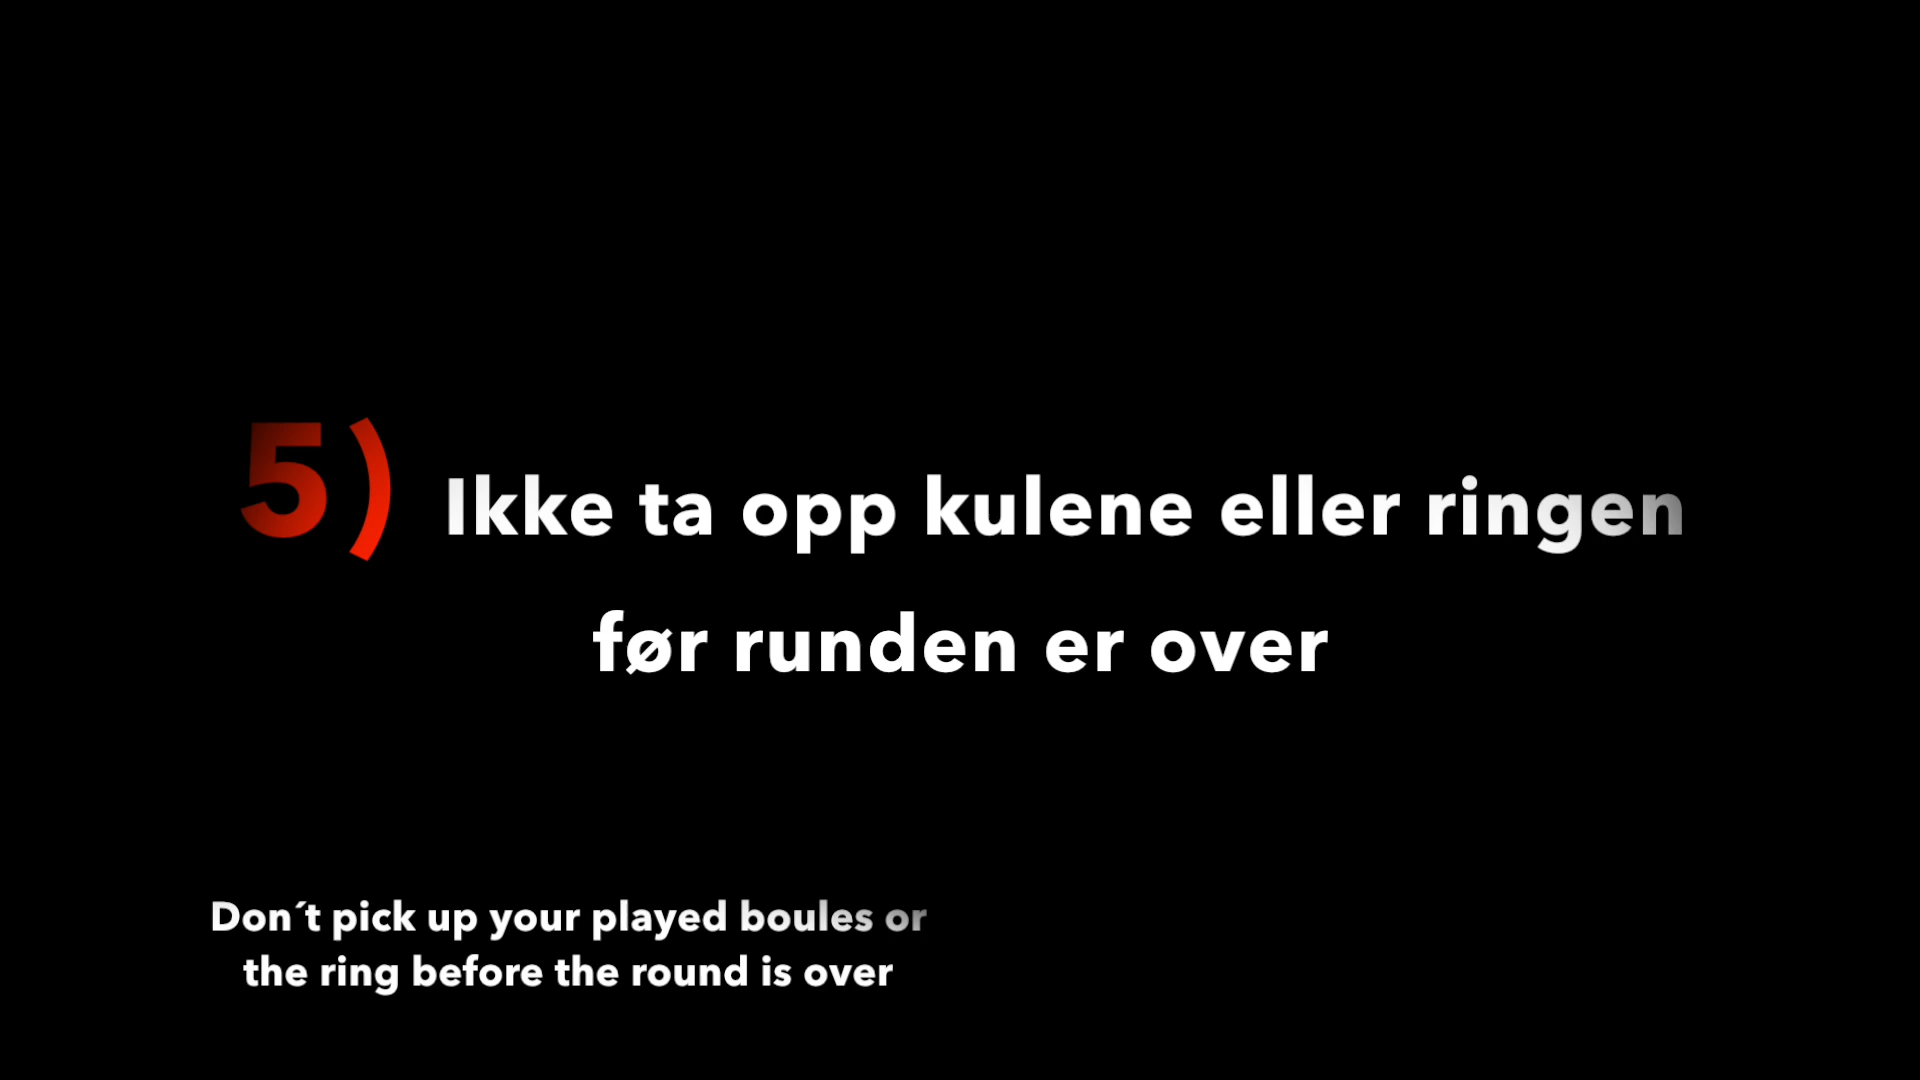 5) Ikke ta opp kulene eller ringen
før runden er over
Don´t pick up your played boules or
the ring before the round is over